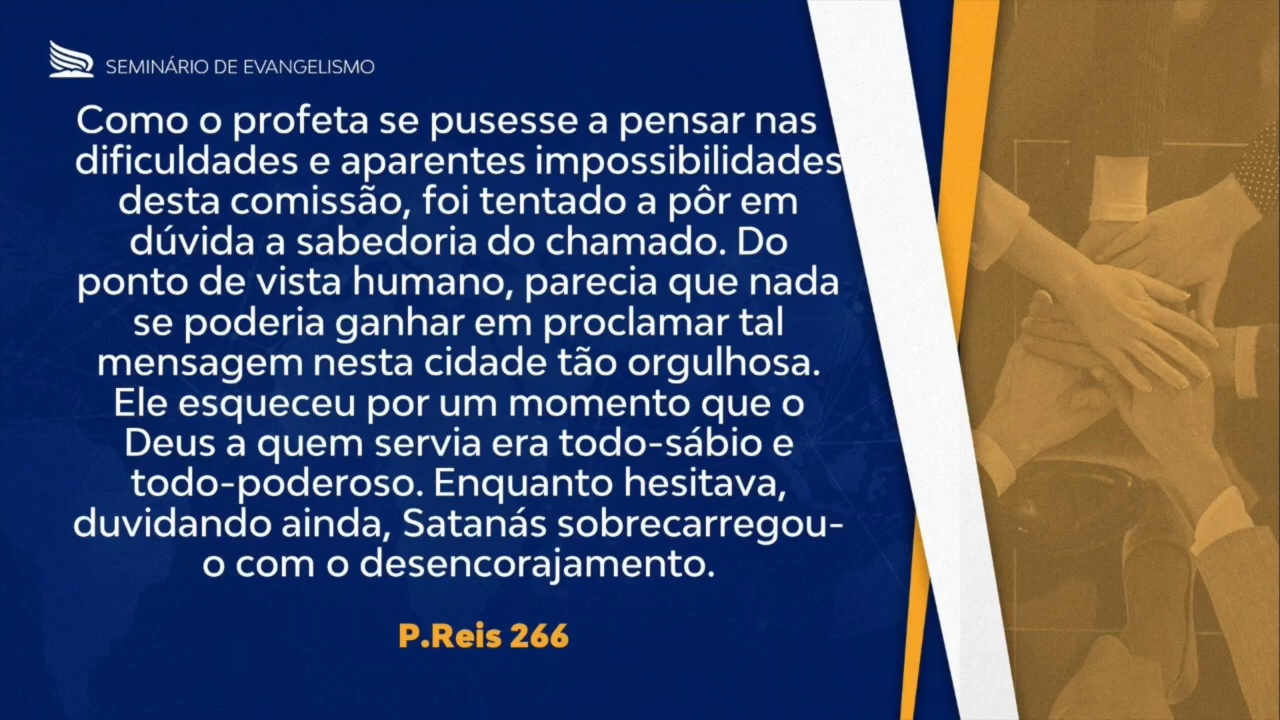 SEMINÁRIO DE EVANGELISMO
Como o profeta se pusesse a pensar nas
dificuldades e aparentes impossibilidades
desta comissão, foi tentado a pôr em
dúvida a sabedoria do chamado. Do
ponto de vista humano, parecia que nada
se poderia ganhar em proclamar tal
mensagem nesta cidade tão orgulhosa.
Ele esqueceu por um momento que o
Deus a quem servia era todo-sábio e
todo-poderoso. Enquanto hesitava,
duvidando ainda, Satanás sobrecarregou-
o com o desencorajamento.
P.Reis 266